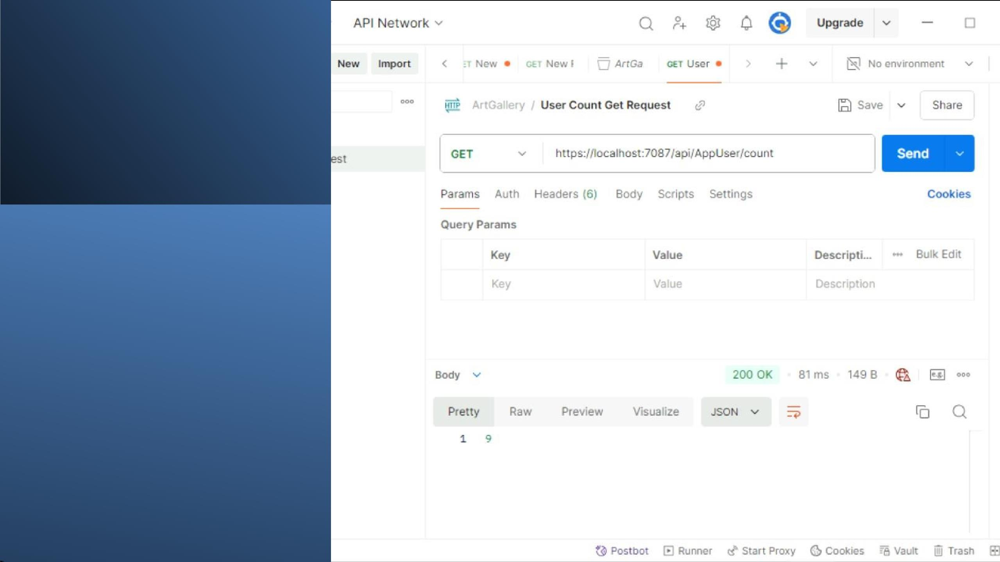 API Network
Upgrade
New Import
ET New GET New ArtGa GET User No environment
HTTP ArtGallery / User Count Get Request Save Share
est
GET https://localhost:7087/api/AppUser/count Send
Params Auth Headers (6) Body Scripts Settings Cookies
Query Params
Key Value Descripti... Bulk Edit
Key Value Description
Body 200 OK 81 ms 149 B e.g.
Pretty Raw Preview Visualize JSON
1 9
Postbot Runner Start Proxy Cookies Vault Trash